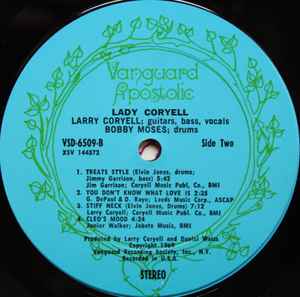 Vanguard
Apostolic
LADY CORYELL
LARRY CORYELL; guitars, bass, vocals
BOBBY MOSES; drums
VSD-6509-B
Side Two
XSV 144572
1. TREATS STYLE (Elvin Jones, drums;
Jimmy Garrison, bass) 5:42
Jim Garrison; Coryell Music Publ. Co., BMI
2. YOU DON'T KNOW WHAT LOVE IS 2:25
G. DePaul & D. Raye; Leeds Music Corp., ASCAP
3. STIFF NECK (Elvin Jones, Drums) 7:12
Larry Coryell; Coryell Music Publ. Co., BMI
4. CLEO'S MOOD 4:34
Junior Walker; Jobete Music, BMI
Produced by Larry Coryell and Daniel Weiss
Copyright 1969
Vanguard Recording Society, Inc., N.Y.
Recorded in U.S.A.
STEREO